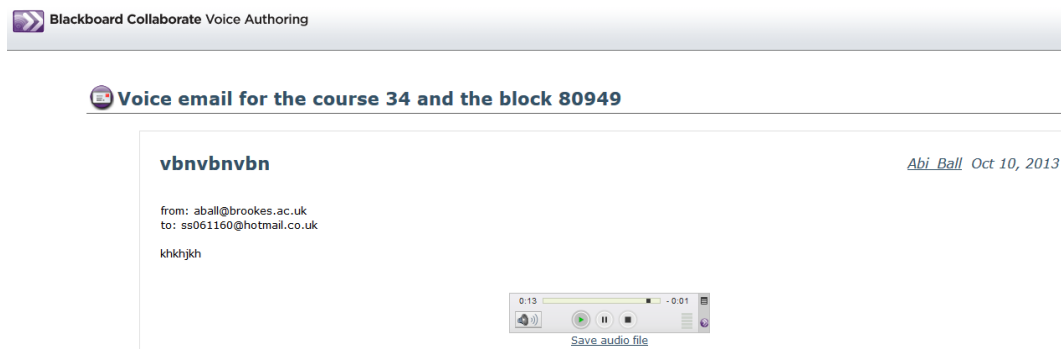 Blackboard Collaborate Voice Authoring
Voice email for the course 34 and the block 80949
vbnvbnvbn
Abi Ball Oct 10, 2013
from: aball@brookes.ac.uk
to: ss061160@hotmail.co.uk
khkhjkh
0:13 - 0:01
Save audio file